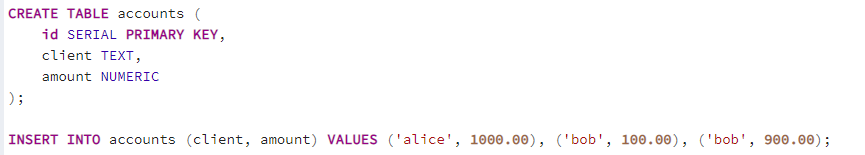 CREATE TABLE accounts (
    id SERIAL PRIMARY KEY,
    client TEXT,
    amount NUMERIC
);

INSERT INTO accounts (client, amount) VALUES ('alice', 1000.00), ('bob', 100.00), ('bob', 900.00);